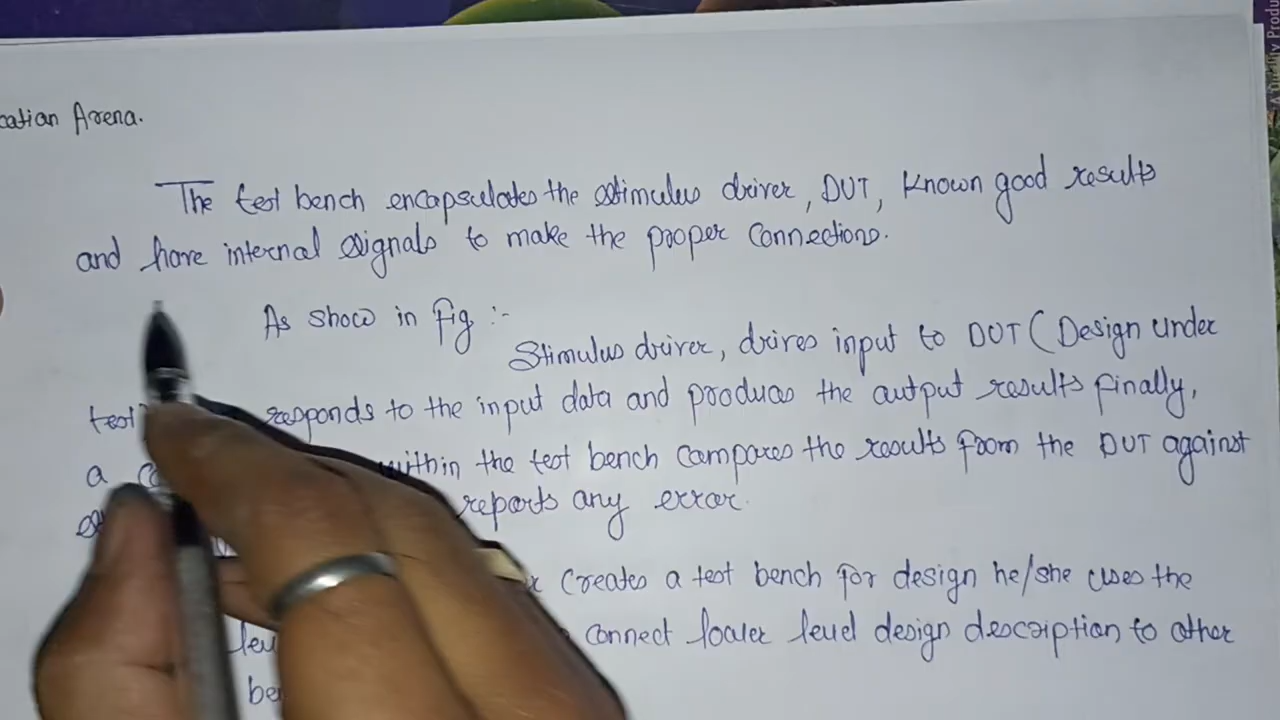 cation Arena.
The test bench encapsulates the stimulus driver, DUT, Known good results
and have internal signals to make the proper connections.
As show in fig :-
Stimulus driver, drives input to DUT (Design under
test responds to the input data and produces the output results finally,
a within the test bench compares the results from the DUT against
reports any error.
Creates a test bench for design he/she uses the
connect lower level design description to other